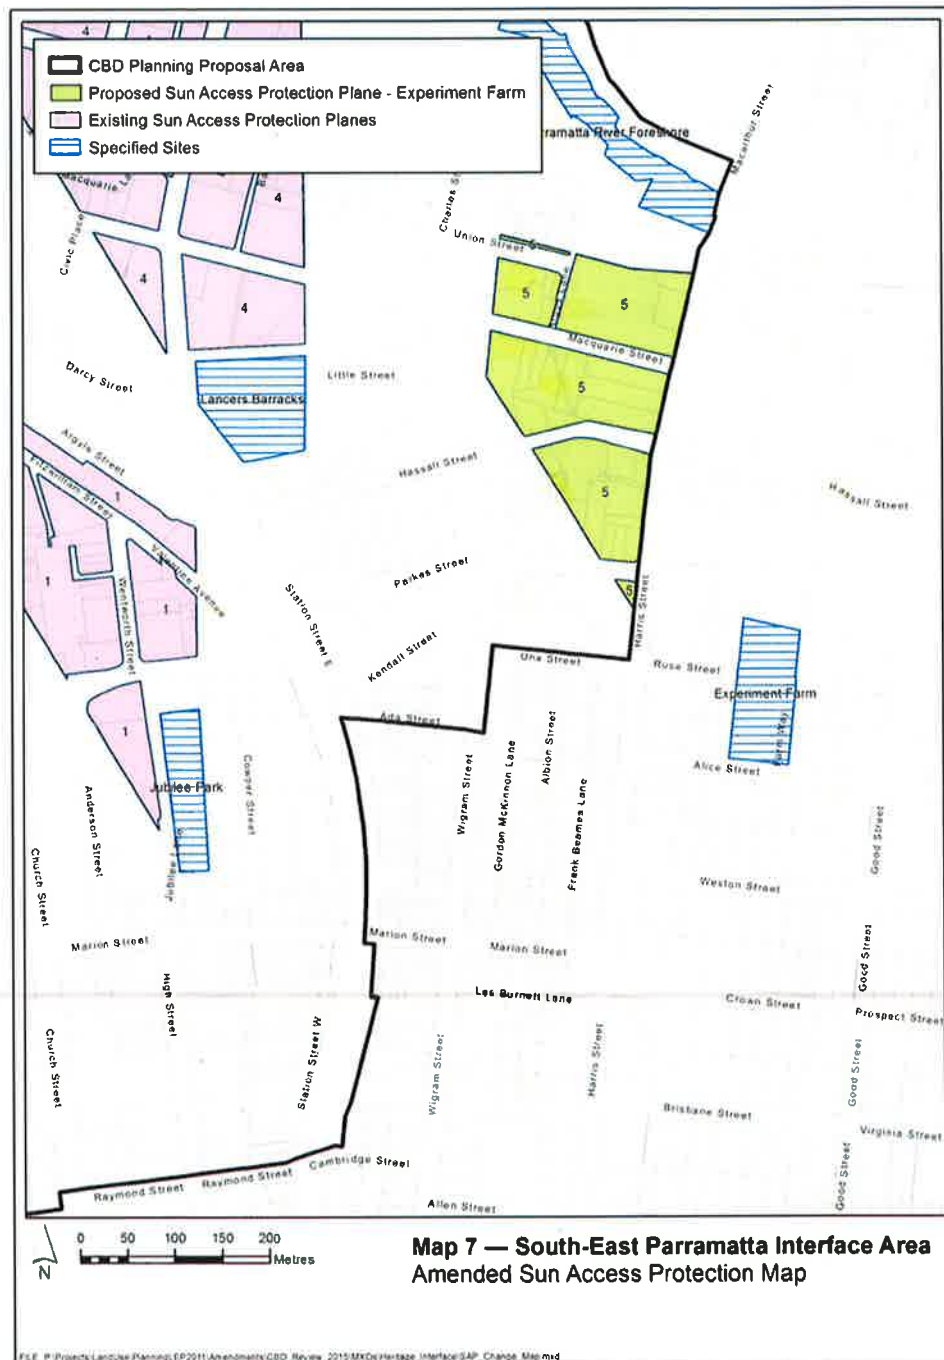 4
CBD Planning Proposal Area
Proposed Sun Access Protection Plane - Experiment Farm
Existing Sun Access Protection Planes
Specified Sites
rramatta River Foreshore
Macarthur Street
Macquarie
4
Charles
Civic Place
Union Street
4
5
5
4
Macquarie Street
Darcy Street
Little Street
5
Lancers Barracks
Argyle Street
Fitzwilliam Street
Hassall Street
Hassall Street
1
5
Valentine Avenue
Parkes Street
1
Wentworth Street
1
Station Street E
5
Harris Street
Kendall Street
Una Street
Ruse Street
Experiment Farm
Farm Way
Ada Street
1
Alice Street
Jubilee Park
Cowper Street
Wigram Street
Gordon McKinnon Lane
Albion Street
Frank Beames Lane
Anderson Street
Good Street
Church Street
Weston Street
Marion Street
Marion Street
Marion Street
High Street
Les Burnett Lane
Good Street
Crown Street
Prospect Street
Church Street
Station Street W
Wigram Street
Harris Street
Good Street
Brisbane Street
Virginia Street
Cambridge Street
Raymond Street
Raymond Street
Good Street
Allen Street
N
0 50 100 150 200
Metres
Map 7 — South-East Parramatta Interface Area
Amended Sun Access Protection Map